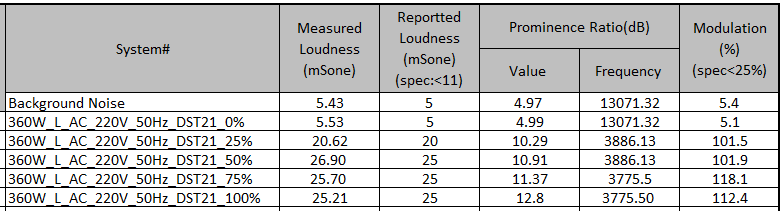 System# Measured Loudness (mSone) Reportted Loudness (mSone) (spec:<11) Prominence Ratio(dB) Modulation (%) (spec<25%)
Value Frequency
Background Noise 5.43 5 4.97 13071.32 5.4
360W_L_AC_220V_50Hz_DST21_0% 5.53 5 4.99 13071.32 5.1
360W_L_AC_220V_50Hz_DST21_25% 20.62 20 10.29 3886.13 101.5
360W_L_AC_220V_50Hz_DST21_50% 26.90 25 10.91 3886.13 101.9
360W_L_AC_220V_50Hz_DST21_75% 25.70 25 11.37 3775.5 118.1
360W_L_AC_220V_50Hz_DST21_100% 25.21 25 12.8 3775.50 112.4